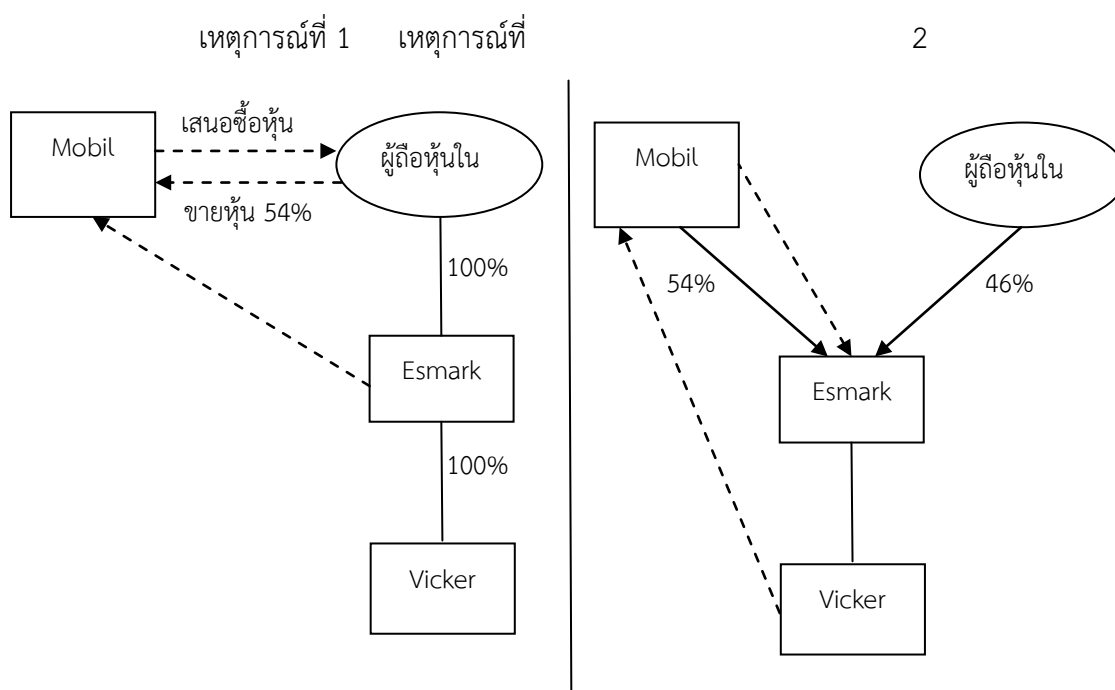 เหตุการณ์ที่ 1 เหตุการณ์ที่ 2
Mobil
เสนอซื้อหุ้น
ผู้ถือหุ้นใน
ขายหุ้น 54%
100%
Esmark
100%
Vicker
Mobil
ผู้ถือหุ้นใน
54%
46%
Esmark
Vicker